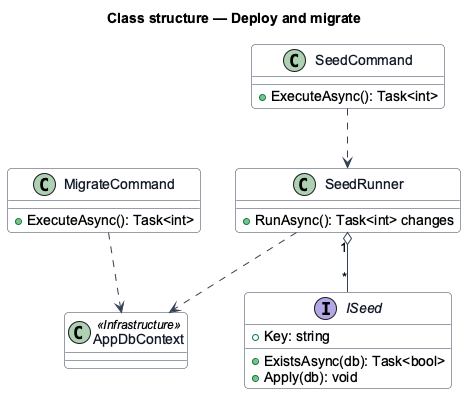 Class structure — Deploy and migrate
C SeedCommand
ExecuteAsync(): Task<int>
C MigrateCommand
ExecuteAsync(): Task<int>
C SeedRunner
RunAsync(): Task<int> changes
1
*
C «Infrastructure»
AppDbContext
I ISeed
Key: string
ExistsAsync(db): Task<bool>
Apply(db): void